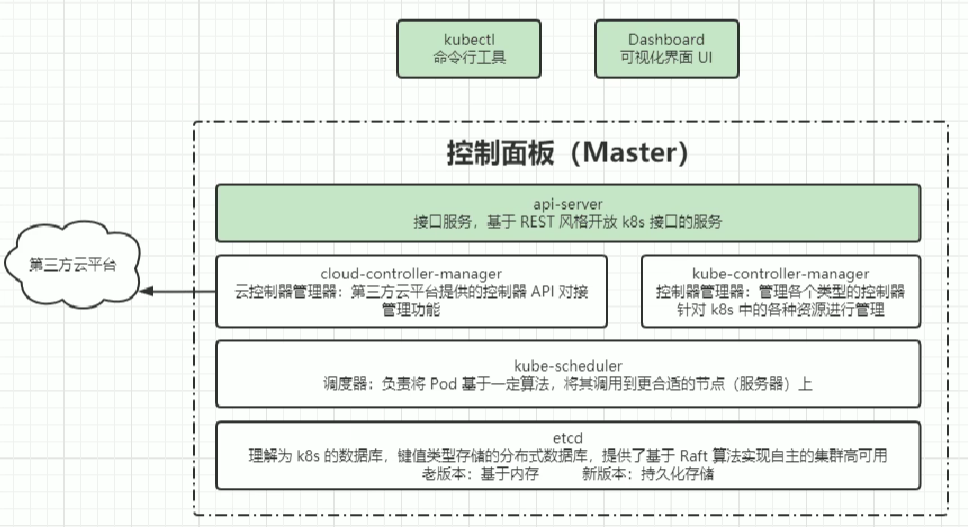 kubectl
命令行工具
Dashboard
可视化界面 UI
控制面板（Master）
api-server
接口服务，基于 REST 风格开放 k8s 接口的服务
第三方云平台
cloud-controller-manager
云控制器管理器：第三方云平台提供的控制器 API 对接
管理功能
kube-controller-manager
控制器管理器：管理各个类型的控制器
针对 k8s 中的各种资源进行管理
kube-scheduler
调度器：负责将 Pod 基于一定算法，将其调用到更合适的节点（服务器）上
etcd
理解为 k8s 的数据库，键值类型存储的分布式数据库，提供了基于 Raft 算法实现自主的集群高可用
老版本：基于内存 新版本：持久化存储